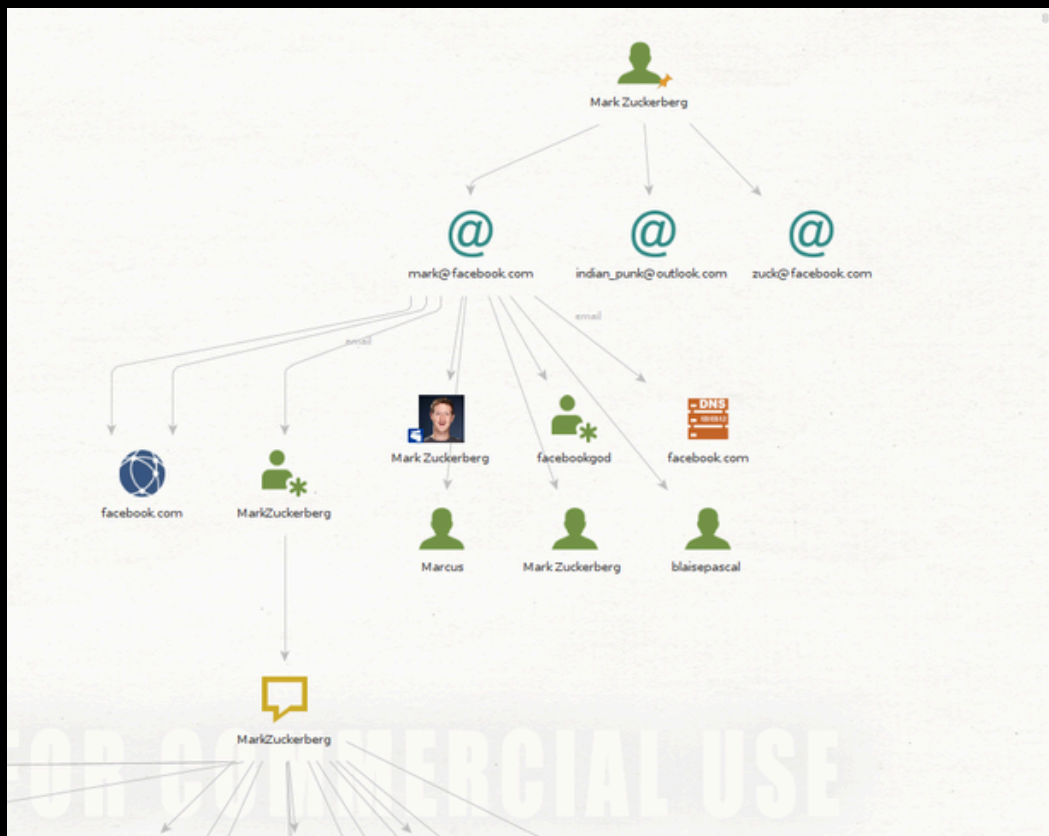 Mark Zuckerberg
mark@facebook.com
indian_punk@outlook.com
zuck@facebook.com
email
email
DNS
Mark Zuckerberg
facebookgod
facebook.com
facebook.com
MarkZuckerberg
Marcus
Mark Zuckerberg
blaisepascal
MarkZuckerberg
FOR COMMERCIAL USE